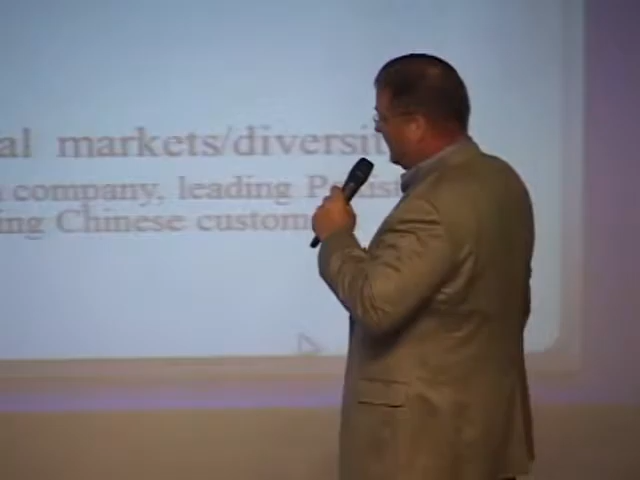 al markets/diversit
company, leading
ing Chinese custom